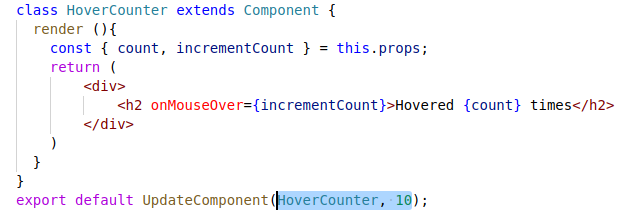 class HoverCounter extends Component {
render (){
const { count, incrementCount } = this.props;
return (
<div>
<h2 onMouseOver={incrementCount}>Hovered {count} times</h2>
</div>
)
}
}
export default UpdateComponent(HoverCounter, 10);